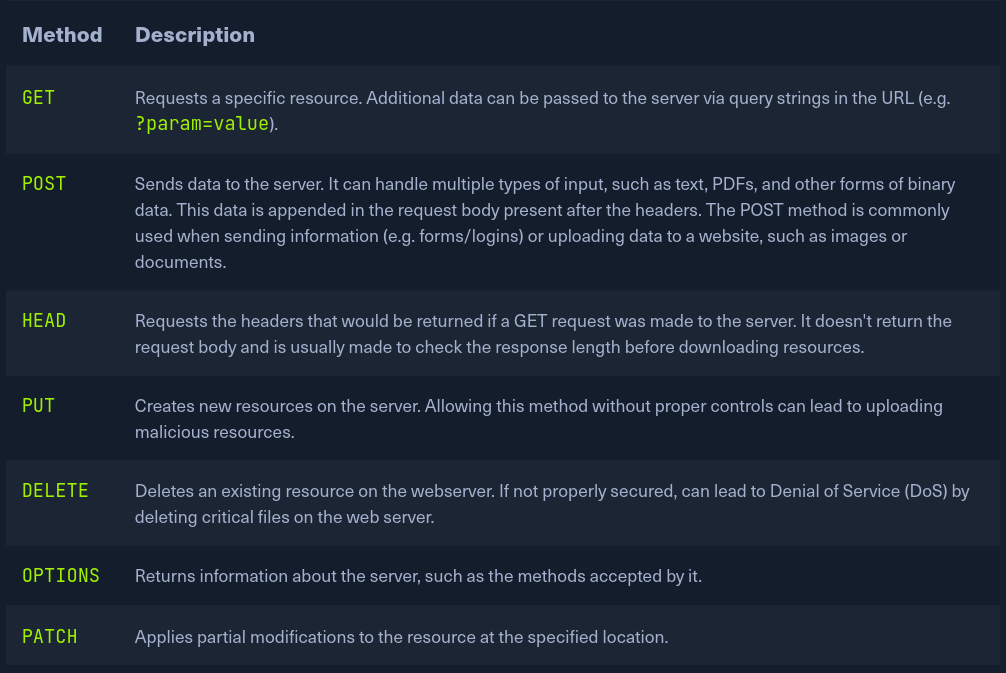 Method Description
GET Requests a specific resource. Additional data can be passed to the server via query strings in the URL (e.g.
?param=value).
POST Sends data to the server. It can handle multiple types of input, such as text, PDFs, and other forms of binary
data. This data is appended in the request body present after the headers. The POST method is commonly
used when sending information (e.g. forms/logins) or uploading data to a website, such as images or
documents.
HEAD Requests the headers that would be returned if a GET request was made to the server. It doesn't return the
request body and is usually made to check the response length before downloading resources.
PUT Creates new resources on the server. Allowing this method without proper controls can lead to uploading
malicious resources.
DELETE Deletes an existing resource on the webserver. If not properly secured, can lead to Denial of Service (DoS) by
deleting critical files on the web server.
OPTIONS Returns information about the server, such as the methods accepted by it.
PATCH Applies partial modifications to the resource at the specified location.